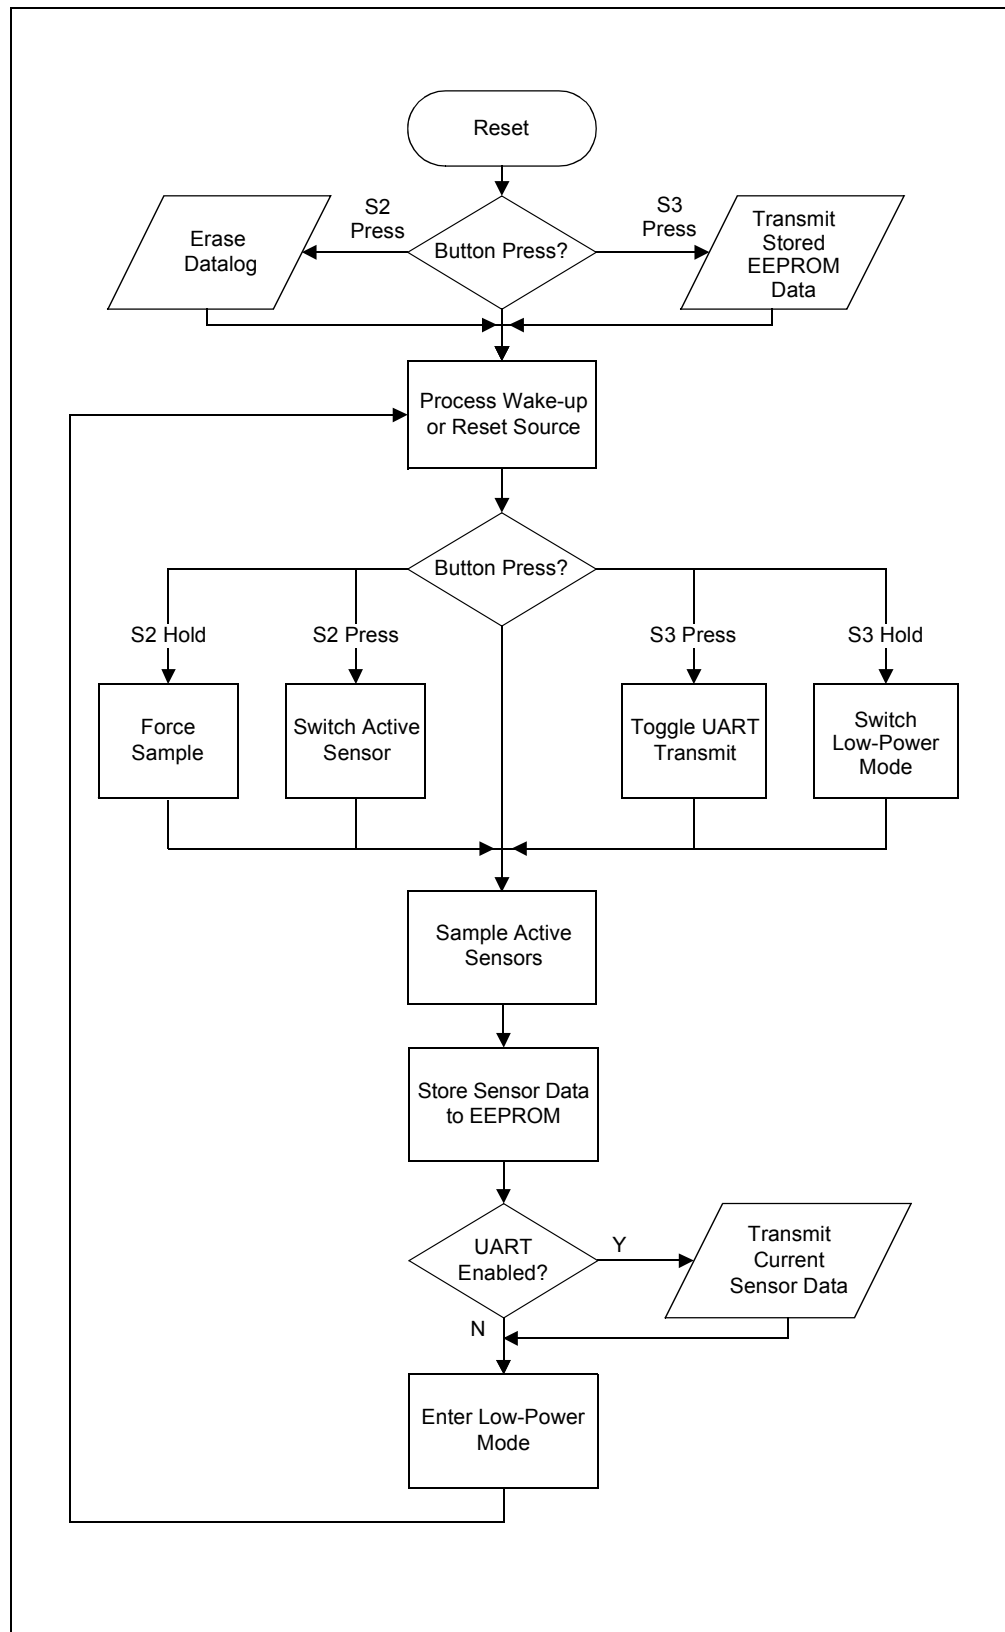 Reset
S2
Press
S3
Press
Erase
Datalog
Button Press?
Transmit
Stored
EEPROM
Data
Process Wake-up
or Reset Source
Button Press?
S2 Hold
S2 Press
S3 Press
S3 Hold
Force
Sample
Switch Active
Sensor
Toggle UART
Transmit
Switch
Low-Power
Mode
Sample Active
Sensors
Store Sensor Data
to EEPROM
UART
Enabled?
Y
Transmit
Current
Sensor Data
N
Enter Low-Power
Mode